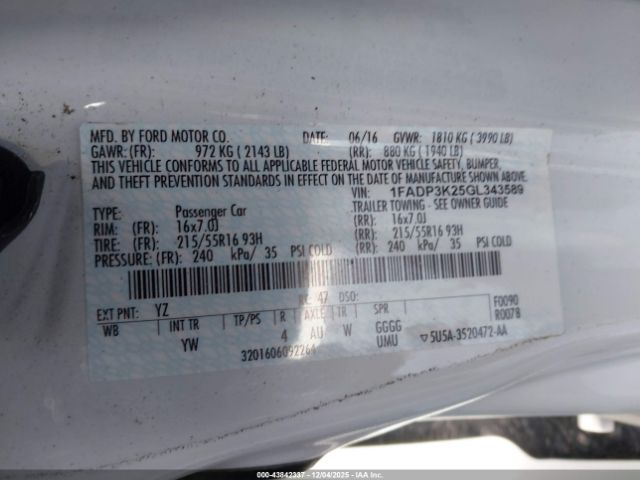 MFD. BY FORD MOTOR CO. DATE: 06/16 GVWR: 1810 KG ( 3990 LB)
GAWR: (FR): 972 KG ( 2143 LB) (RR): 880 KG ( 1940 LB)
THIS VEHICLE CONFORMS TO ALL APPLICABLE FEDERAL MOTOR VEHICLE SAFETY, BUMPER,
AND THEFT PREVENTION STANDARDS IN EFFECT ON THE DATE OF MANUFACTURE SHOWN ABOVE.
VIN: 1FADP3K25GL343589
TYPE: Passenger Car TRAILER TOWING - SEE OWNER GUIDE
RIM: (FR): 16x7.0J (RR): 16x7.0J
TIRE: (FR): 215/55R16 93H (RR): 215/55R16 93H
PRESSURE: (FR): 240 kPa/ 35 PSI COLD (RR): 240 kPa/ 35 PSI COLD
RC: 47 DSO:
EXT PNT: YZ F0090
WB INT TR TP/PS R AXLE TR SPR R0078
YW 4 AU W GGGG
UMU
3201606092264 5U5A-3520472-AA
000-43842337 - 12/04/2025 - IAAI.CA